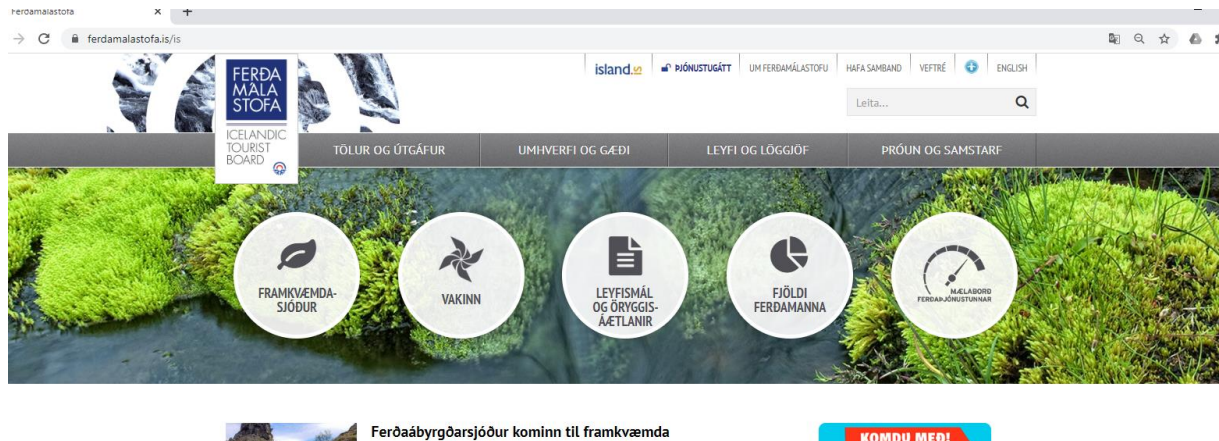 Ferðamálastofa
ferdamalastofa.is/is
island.is
ÞJÓNUSTUGÁTT
UM FERÐAMÁLASTOFU
HAFA SAMBAND
VEFTRÉ
ENGLISH
Leita...
FERÐA
MÁLA
STOFA
ICELANDIC
TOURIST
BOARD
TÖLUR OG ÚTGÁFUR
UMHVERFI OG GÆÐI
LEYFI OG LÖGGJÖF
ÞRÓUN OG SAMSTARF
FRAMKVÆMDA-
SJÓÐUR
VAKINN
LEYFISMÁL
OG ÖRYGGIS-
ÁÆTLANIR
FJÖLDI
FERÐAMANNA
MÆLABORÐ
FERÐAÞJÓNUSTUNNAR
Ferðaábyrgðarsjóður kominn til framkvæmda
KOMDU MEÐ!